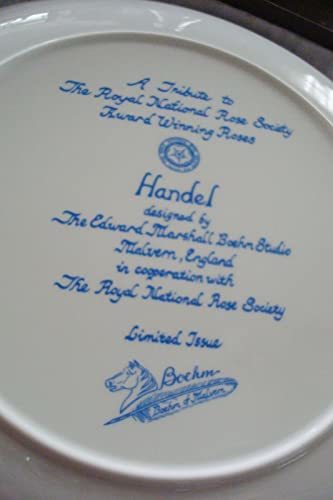 A Tribute to
The Royal National Rose Society
Award Winning Roses
Handel
designed by
The Edward Marshall Boehm Studio
Malvern, England
in cooperation with
The Royal National Rose Society
Limited Issue
Boehm
Boehm of Malvern